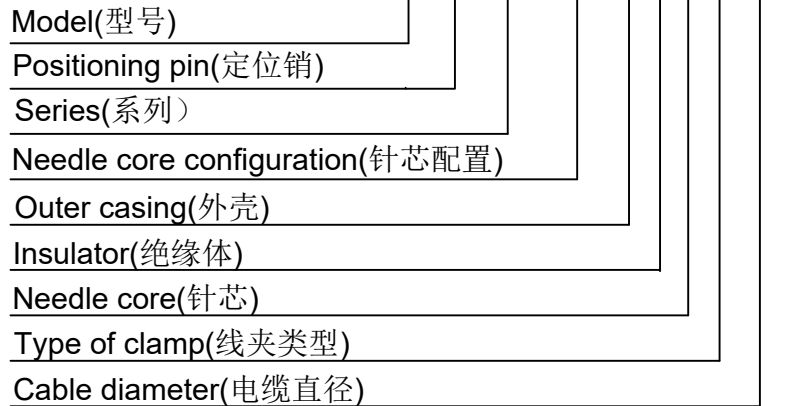 Model(型号)
Positioning pin(定位销)
Series(系列）
Needle core configuration(针芯配置)
Outer casing(外壳)
Insulator(绝缘体)
Needle core(针芯)
Type of clamp(线夹类型)
Cable diameter(电缆直径)